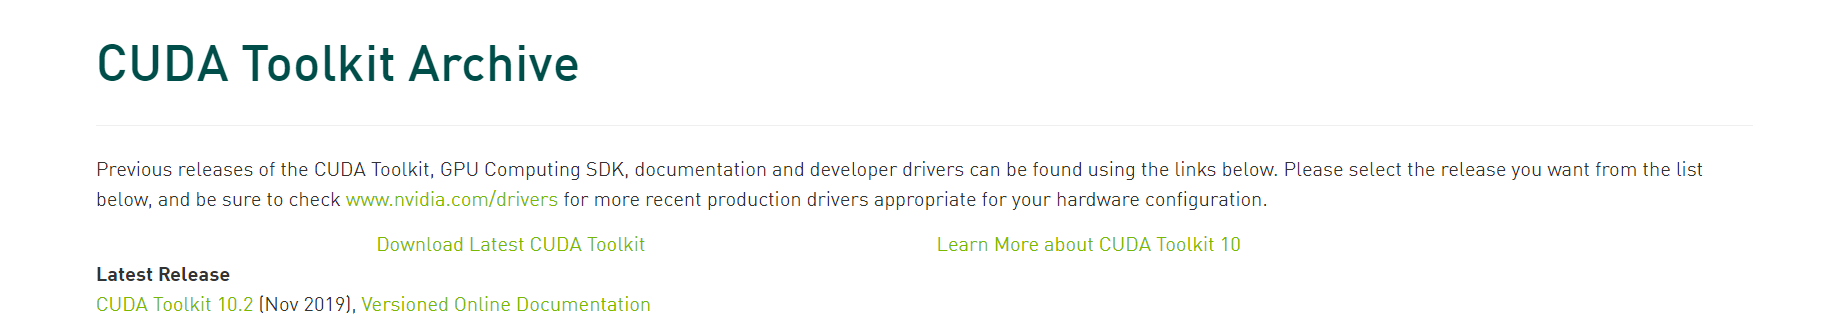 CUDA Toolkit Archive
Previous releases of the CUDA Toolkit, GPU Computing SDK, documentation and developer drivers can be found using the links below. Please select the release you want from the list
below, and be sure to check www.nvidia.com/drivers for more recent production drivers appropriate for your hardware configuration.
Download Latest CUDA Toolkit Learn More about CUDA Toolkit 10
Latest Release
CUDA Toolkit 10.2 (Nov 2019), Versioned Online Documentation